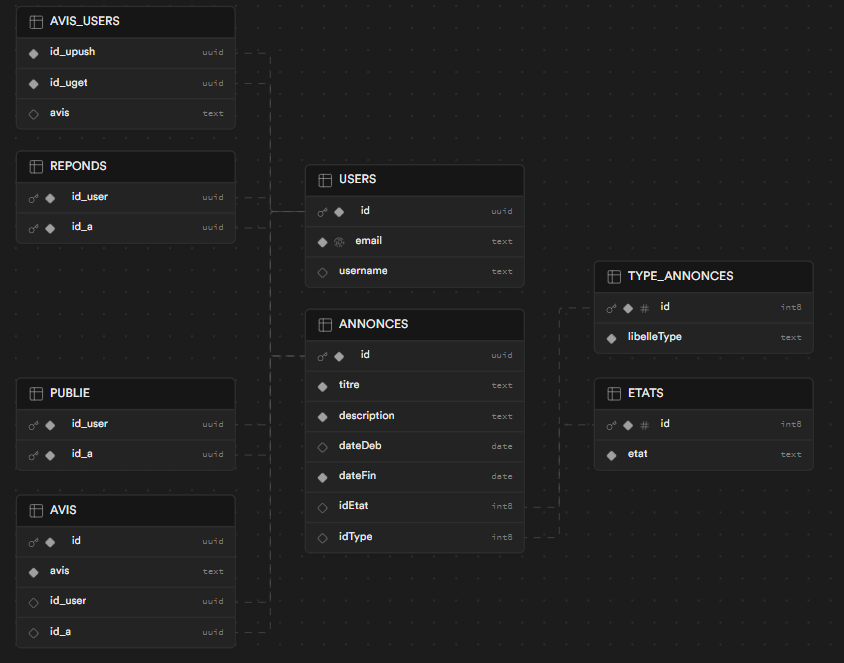 AVIS_USERS
id_upush uuid
id_uget uuid
avis text
REPONDS
id_user uuid
id_a uuid
PUBLIE
id_user uuid
id_a uuid
AVIS
id uuid
avis text
id_user uuid
id_a uuid
USERS
id uuid
email text
username text
ANNONCES
id uuid
titre text
description text
dateDeb date
dateFin date
idEtat int8
idType int8
TYPE_ANNONCES
# id int8
libelleType text
ETATS
# id int8
etat text